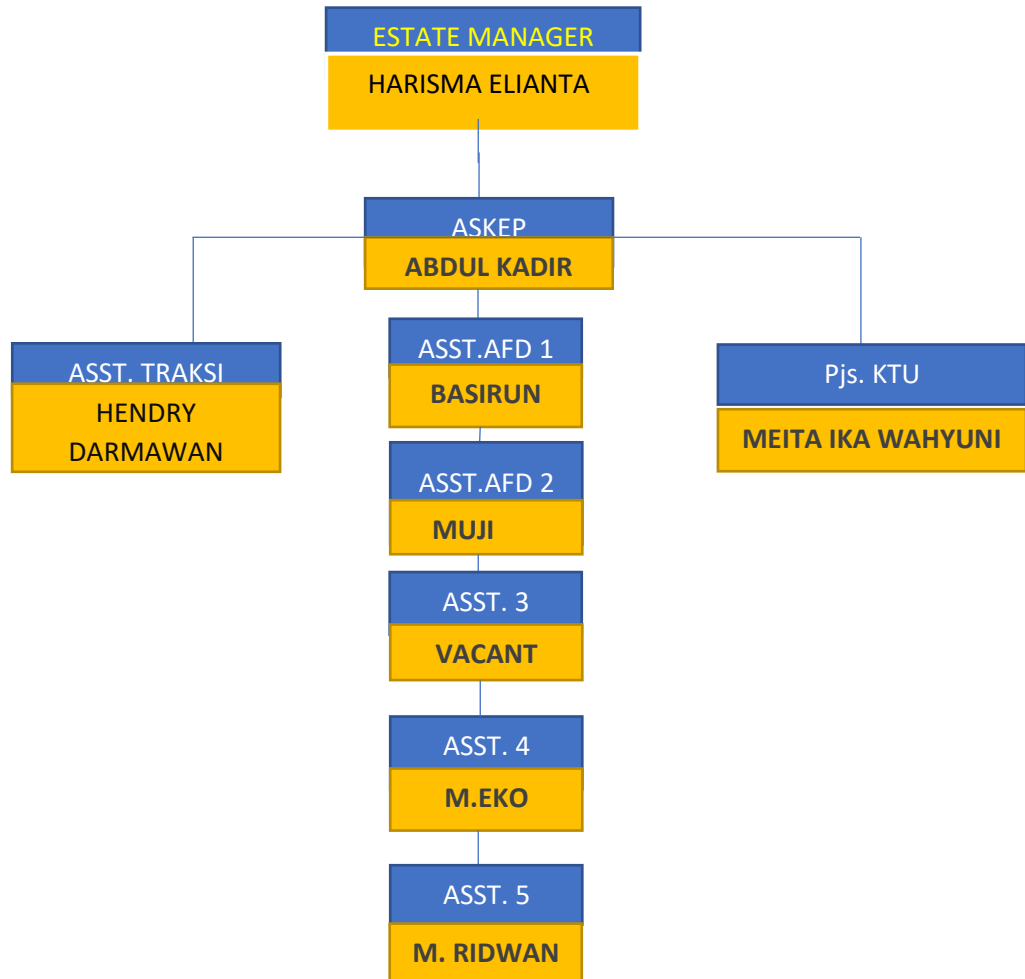 ESTATE MANAGER
HARISMA ELIANTA
ASKEP
ABDUL KADIR
ASST. TRAKSI
HENDRY
DARMAWAN
ASST.AFD 1
BASIRUN
Pjs. KTU
MEITA IKA WAHYUNI
ASST.AFD 2
MUJI
ASST. 3
VACANT
ASST. 4
M.EKO
ASST. 5
M. RIDWAN